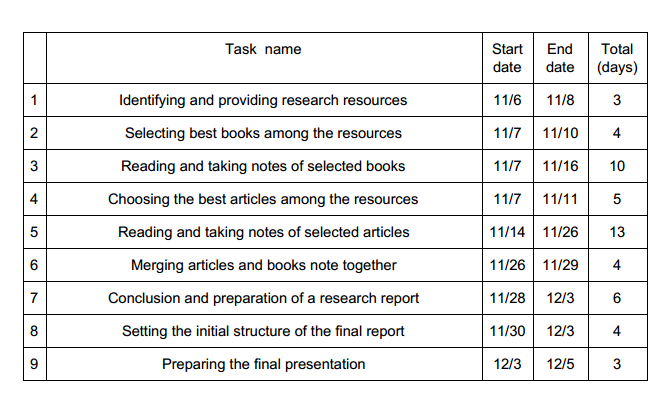 Task name Start date End date Total (days)
1 Identifying and providing research resources 11/6 11/8 3
2 Selecting best books among the resources 11/7 11/10 4
3 Reading and taking notes of selected books 11/7 11/16 10
4 Choosing the best articles among the resources 11/7 11/11 5
5 Reading and taking notes of selected articles 11/14 11/26 13
6 Merging articles and books note together 11/26 11/29 4
7 Conclusion and preparation of a research report 11/28 12/3 6
8 Setting the initial structure of the final report 11/30 12/3 4
9 Preparing the final presentation 12/3 12/5 3